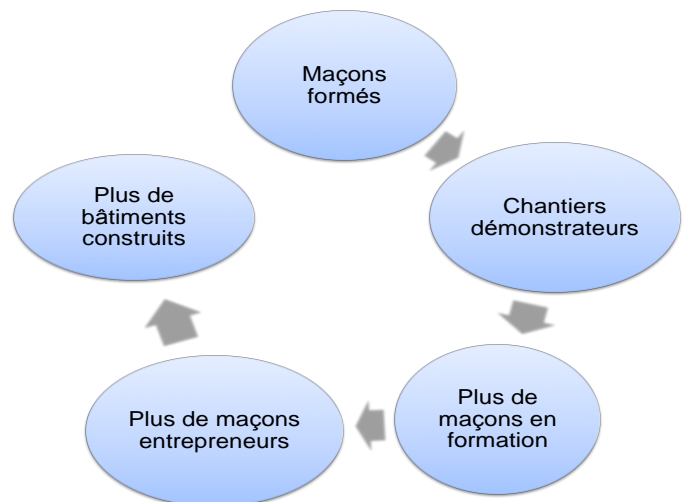 Maçons
formés
Chantiers
démonstrateurs
Plus de
maçons en
formation
Plus de maçons
entrepreneurs
Plus de
bâtiments
construits